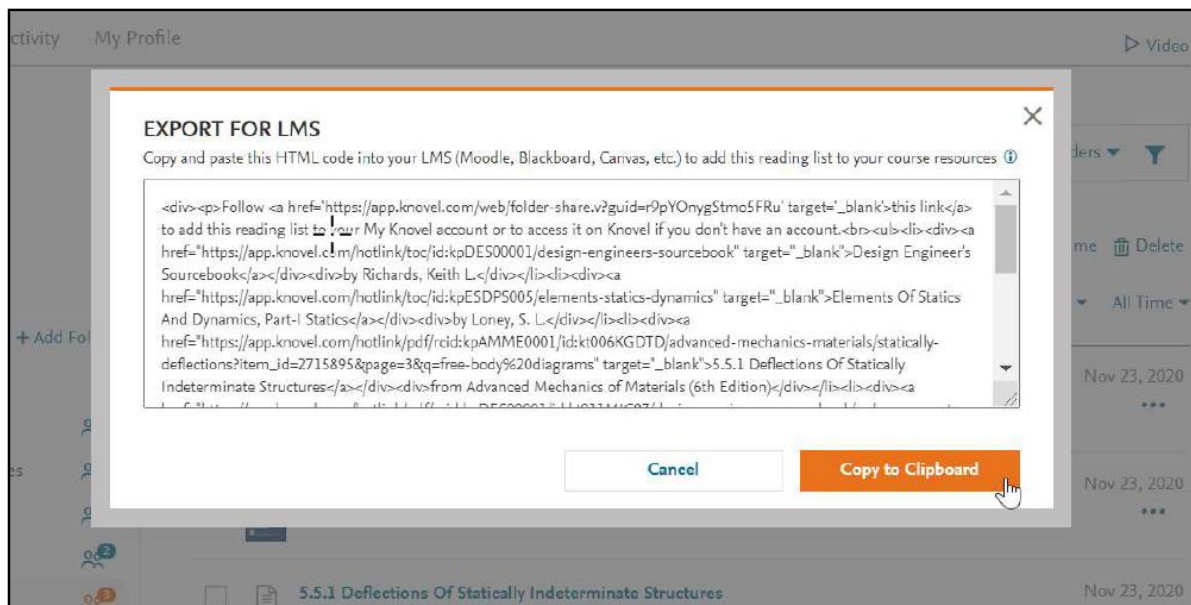 ctivity My Profile
Video
EXPORT FOR LMS
Copy and paste this HTML code into your LMS (Moodle, Blackboard, Canvas, etc.) to add this reading list to your course resources
ders
<div><p>Follow <a href='https://app.knovel.com/web/folder-share.v?guid=r9pYOnygStmo5FRu' target='_blank'>this link</a>
to add this reading list to your My Knovel account or to access it on Knovel if you don't have an account.<br><ul><li><div><a
href="https://app.knovel.com/hotlink/toc/id:kpDES00001/design-engineers-sourcebook" target="_blank">Design Engineer's
me Delete
Sourcebook</a></div><div>by Richards, Keith L.</div></li><li><div><a
href="https://app.knovel.com/hotlink/toc/id:kpESDPS005/elements-statics-dynamics" target="_blank">Elements Of Statics
All Time
And Dynamics, Part-I Statics</a></div><div>by Loney, S. L.</div></li><li><div><a
+ Add Fol
href="https://app.knovel.com/hotlink/pdf/rcid:kpAMME0001/id:kt006KGDTD/advanced-mechanics-materials/statically-
deflections?item_id=2715895&page=3&q=free-body%20diagrams" target="_blank">5.5.1 Deflections Of Statically
Nov 23, 2020
Indeterminate Structures</a></div><div>from Advanced Mechanics of Materials (6th Edition)</div></li><li><div><a
Cancel
Copy to Clipboard
es
Nov 23, 2020
2
3
5.5.1 Deflections Of Statically Indeterminate Structures
Nov 23, 2020